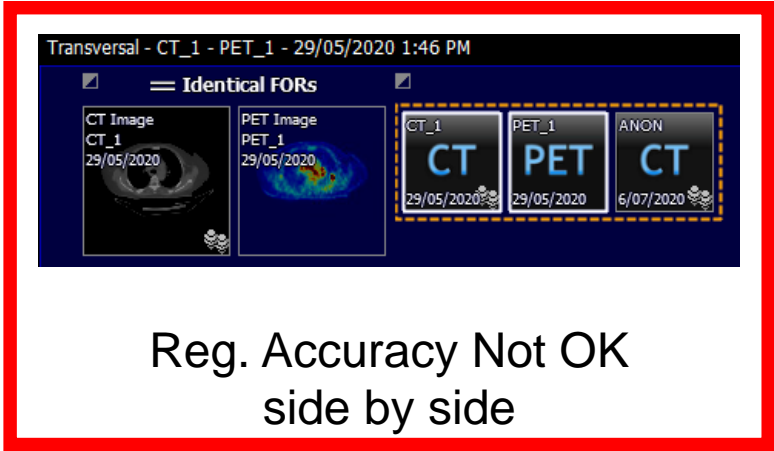 Transversal - CT_1 - PET_1 - 29/05/2020 1:46 PM
= Identical FORs
CT Image
CT_1
29/05/2020
PET Image
PET_1
29/05/2020
CT_1
CT
29/05/2020
PET_1
PET
29/05/2020
ANON
CT
6/07/2020
Reg. Accuracy Not OK
side by side